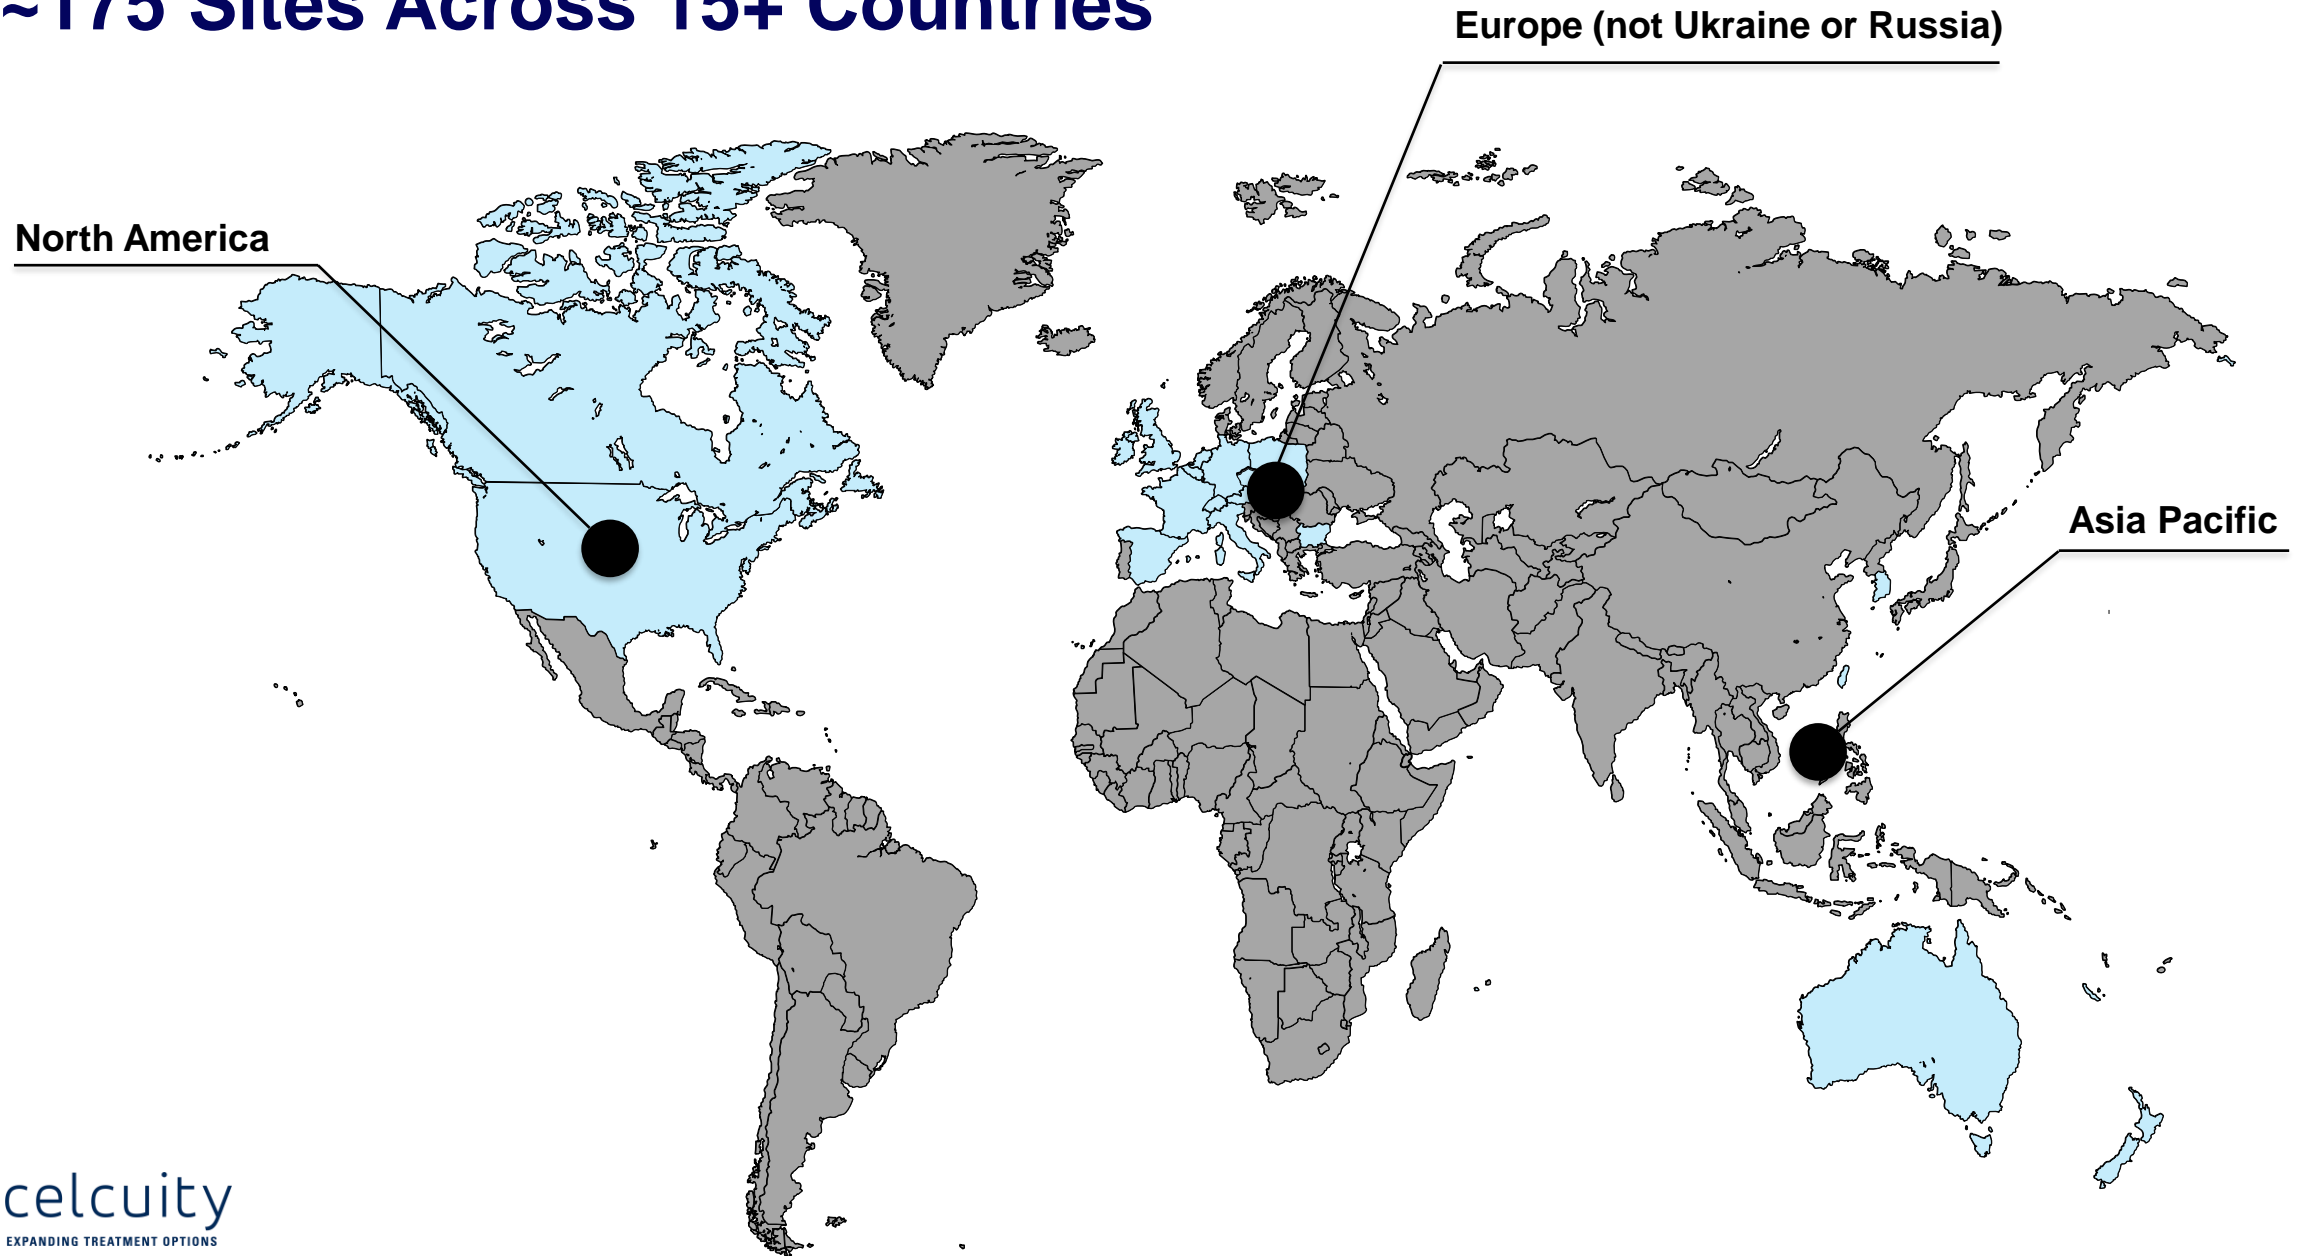 ~175 Sites Across 15+ Countries
Europe (not Ukraine or Russia)
North America
Asia Pacific
celcuity
EXPANDING TREATMENT OPTIONS